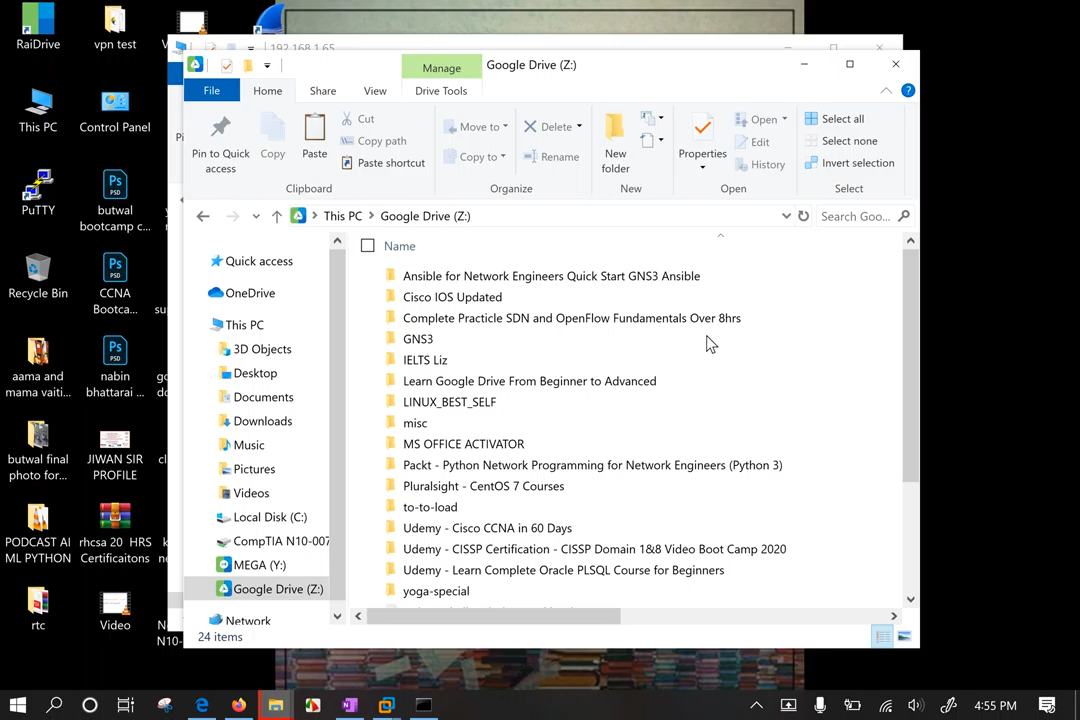 RaiDrive
vpn test
This PC
Control Panel
PuTTY
butwal
bootcamp c...
Recycle Bin
CCNA
Bootca...
aama and
mama vaiti...
nabin
bhattarai ...
butwal final
photo for...
JIWAN SIR
PROFILE
PODCAST AI
ML PYTHON
rhcsa 20 HRS
Certificaitons
rtc
Video
192.168.1.65
Manage
Google Drive (Z:)
File
Home
Share
View
Drive Tools
Pin to Quick
access
Copy
Paste
Cut
Copy path
Paste shortcut
Clipboard
Move to
Copy to
Delete
Rename
Organize
New
folder
New
Properties
Open
Edit
History
Open
Select all
Select none
Invert selection
Select
This PC
Google Drive (Z:)
Search Goo...
Quick access
OneDrive
This PC
3D Objects
Desktop
Documents
Downloads
Music
Pictures
Videos
Local Disk (C:)
CompTIA N10-007
MEGA (Y:)
Google Drive (Z:)
Network
Name
Ansible for Network Engineers Quick Start GNS3 Ansible
Cisco IOS Updated
Complete Practicle SDN and OpenFlow Fundamentals Over 8hrs
GNS3
IELTS Liz
Learn Google Drive From Beginner to Advanced
LINUX_BEST_SELF
misc
MS OFFICE ACTIVATOR
Packt - Python Network Programming for Network Engineers (Python 3)
Pluralsight - CentOS 7 Courses
to-to-load
Udemy - Cisco CCNA in 60 Days
Udemy - CISSP Certification - CISSP Domain 1&8 Video Boot Camp 2020
Udemy - Learn Complete Oracle PLSQL Course for Beginners
yoga-special
24 items
4:55 PM